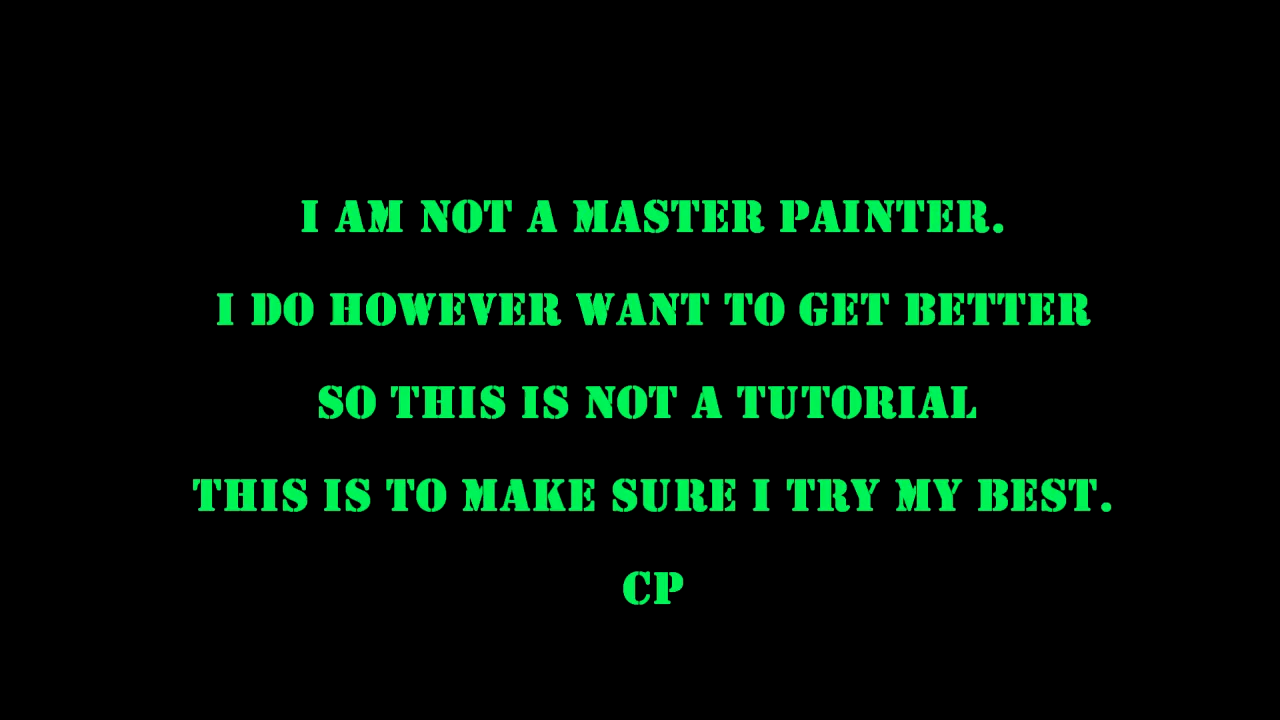 I AM NOT A MASTER PAINTER.
I DO HOWEVER WANT TO GET BETTER
SO THIS IS NOT A TUTORIAL
THIS IS TO MAKE SURE I TRY MY BEST.
CP